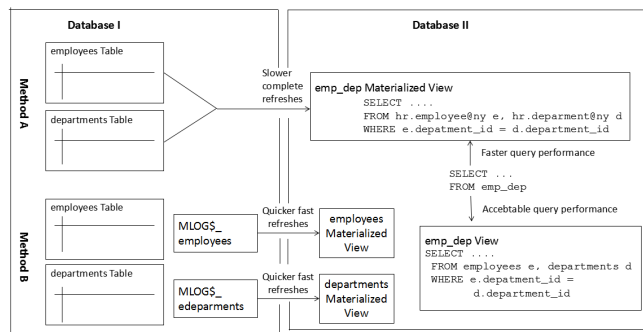 Database I
Database II
Method A
employees Table
departments Table
Slower
complete
refreshes
emp_dep Materialized View
SELECT ....
FROM hr.employee@ny e, hr.deparment@ny d
WHERE e.depatment_id = d.department_id
Faster query performance
SELECT ...
FROM emp_dep
Accebtable query performance
Method B
employees Table
MLOG$_
employees
Quicker fast
refreshes
employees
Materialized
View
departments Table
MLOG$_
edeparments
Quicker fast
refreshes
departments
Materialized
View
emp_dep View
SELECT ....
FROM employees e, departments d
WHERE e.depatment_id =
d.department_id